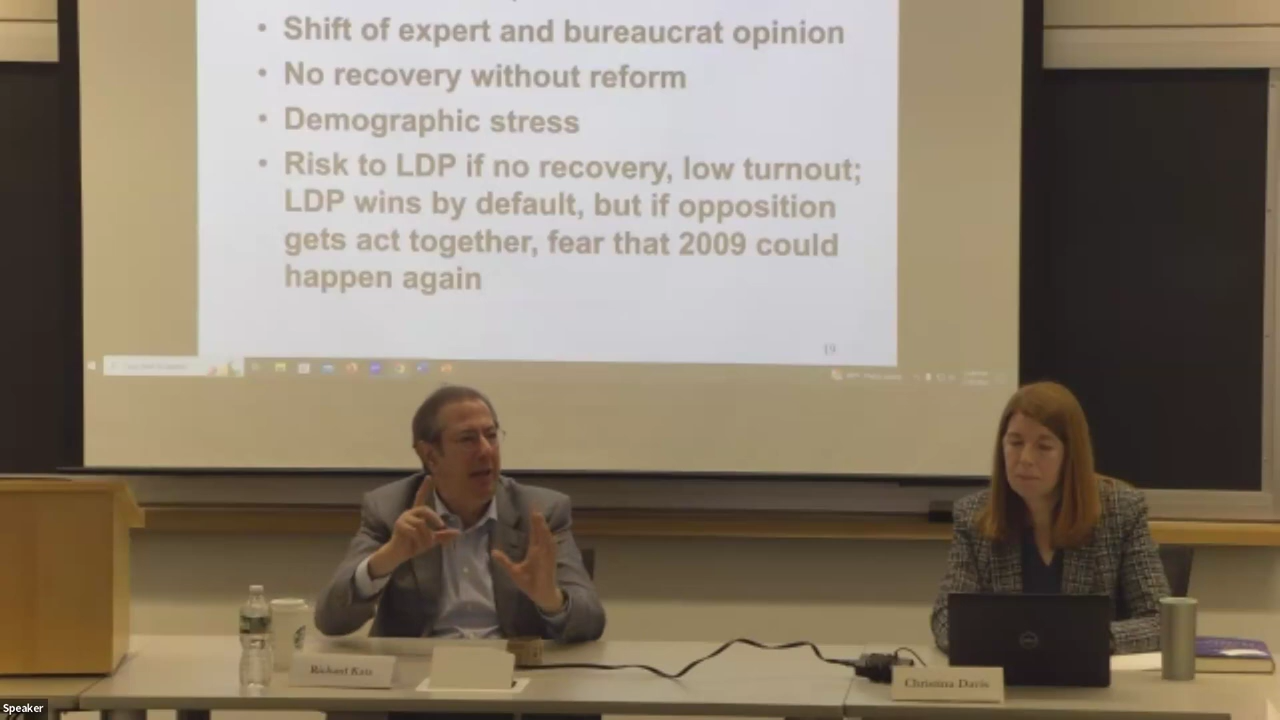 • Shift of expert and bureaucrat opinion
• No recovery without reform
• Demographic stress
• Risk to LDP if no recovery, low turnout;
LDP wins by default, but if opposition
gets act together, fear that 2009 could
happen again
19
Richard Katz
Christina Davis
Speaker